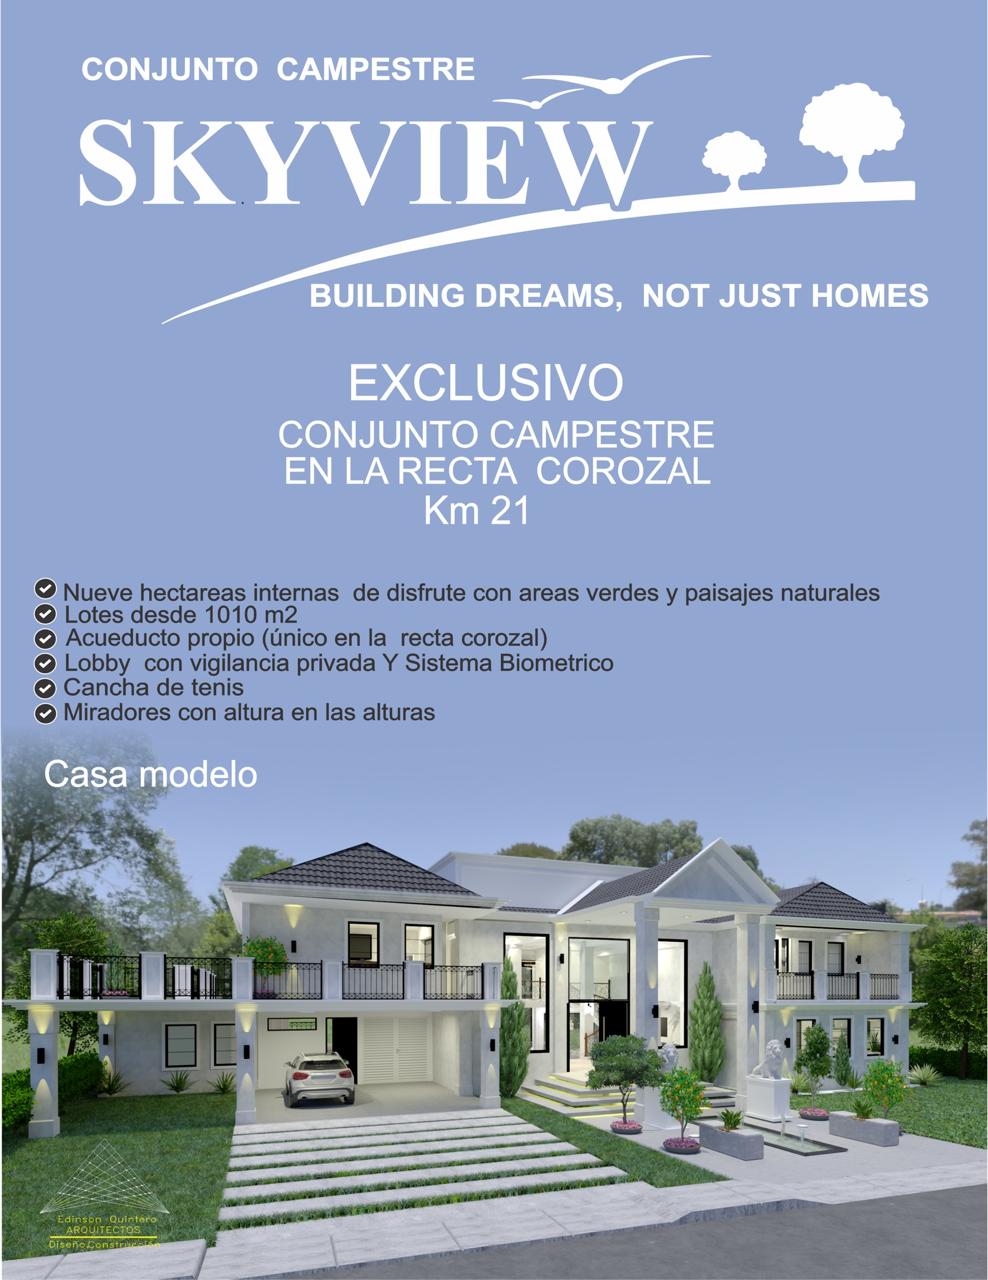 CONJUNTO CAMPESTRE
SKYVIEW
BUILDING DREAMS, NOT JUST HOMES
EXCLUSIVO
CONJUNTO CAMPESTRE
EN LA RECTA COROZAL
Km 21
Nueve hectareas internas de disfrute con areas verdes y paisajes naturales
Lotes desde 1010 m2
Acueducto propio (único en la recta corozal)
Lobby con vigilancia privada Y Sistema Biometrico
Cancha de tenis
Miradores con altura en las alturas
Casa modelo
Edinson Quintero
ARQUITECTOS
Diseño,Construcción